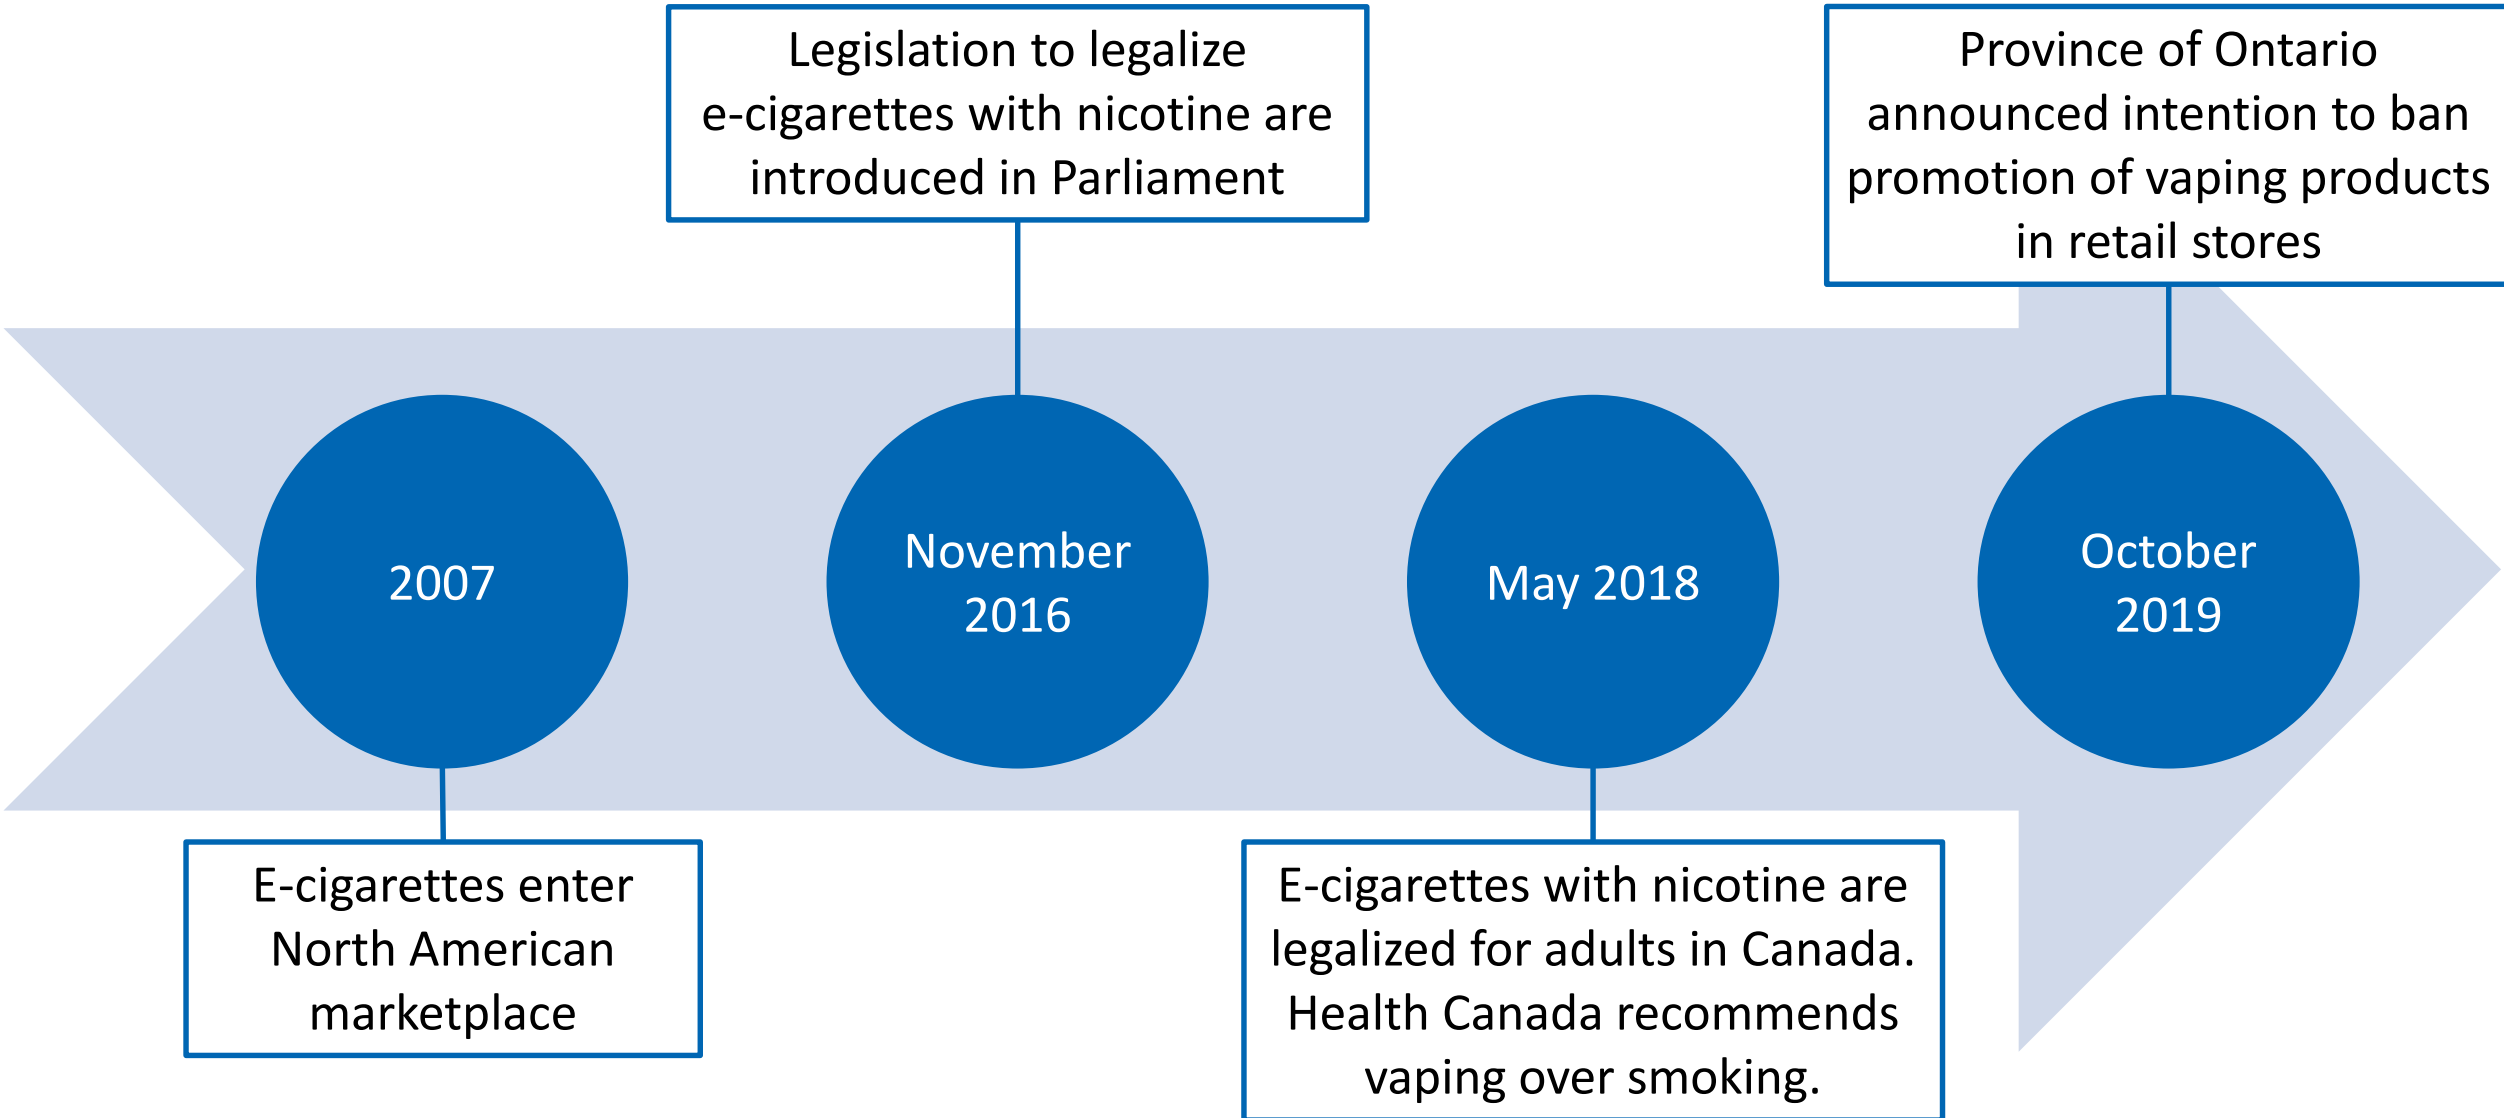 Legislation to legalize
e-cigarettes with nicotine are
introduced in Parliament
Province of Ontario
announced intention to ban
promotion of vaping products
in retail stores
2007
November
2016
May 2018
October
2019
E-cigarettes enter
North American
marketplace
E-cigarettes with nicotine are
legalized for adults in Canada.
Health Canada recommends
vaping over smoking.